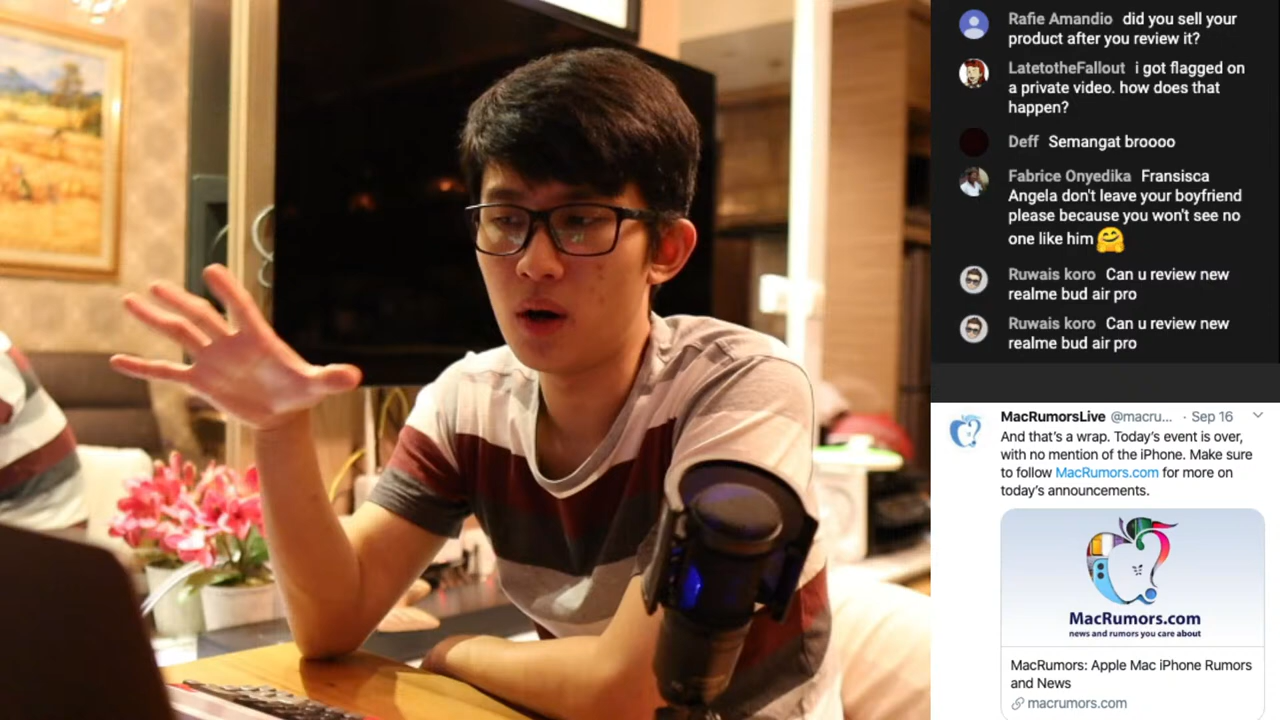 Rafie Amandio did you sell your
product after you review it?
LatetotheFallout i got flagged on
a private video. how does that
happen?
Deff Semangat broooo
Fabrice Onyedika Fransisca
Angela don't leave your boyfriend
please because you won't see no
one like him 🤗
Ruwais koro Can u review new
realme bud air pro
Ruwais koro Can u review new
realme bud air pro
MacRumorsLive @macru... · Sep 16
And that's a wrap. Today's event is over,
with no mention of the iPhone. Make sure
to follow MacRumors.com for more on
today's announcements.
MacRumors.com
news and rumors you care about
MacRumors: Apple Mac iPhone Rumors
and News
macrumors.com